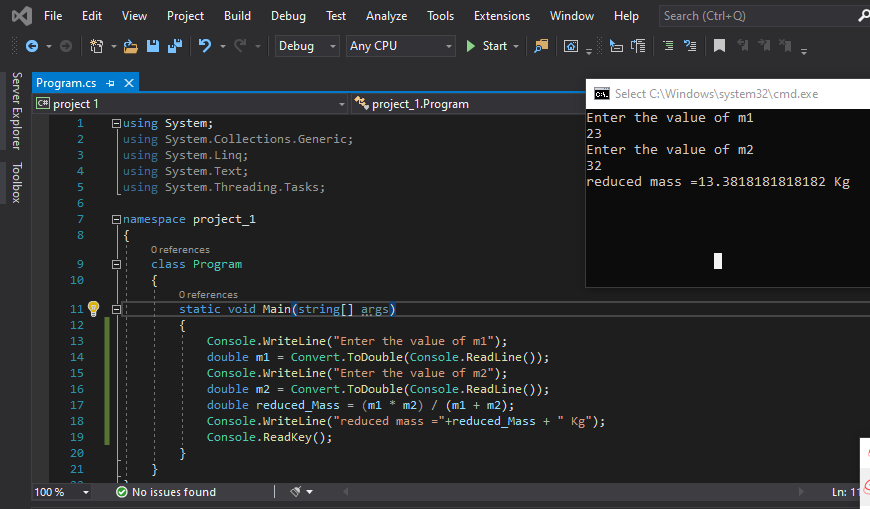 File Edit View Project Build Debug Test Analyze Tools Extensions Window Help Search (Ctrl+Q)
Debug Any CPU Start
Server Explorer
Toolbox
Program.cs
C# project 1 project_1.Program
1 using System;
2 using System.Collections.Generic;
3 using System.Linq;
4 using System.Text;
5 using System.Threading.Tasks;
6
7 namespace project_1
8 {
0 references
9 class Program
10 {
0 references
11 static void Main(string[] args)
12 {
13 Console.WriteLine("Enter the value of m1");
14 double m1 = Convert.ToDouble(Console.ReadLine());
15 Console.WriteLine("Enter the value of m2");
16 double m2 = Convert.ToDouble(Console.ReadLine());
17 double reduced_Mass = (m1 * m2) / (m1 + m2);
18 Console.WriteLine("reduced mass ="+reduced_Mass + " Kg");
19 Console.ReadKey();
20 }
21 }
100 % No issues found Ln: 11
Select C:\Windows\system32\cmd.exe
Enter the value of m1
23
Enter the value of m2
32
reduced mass =13.3818181818182 Kg